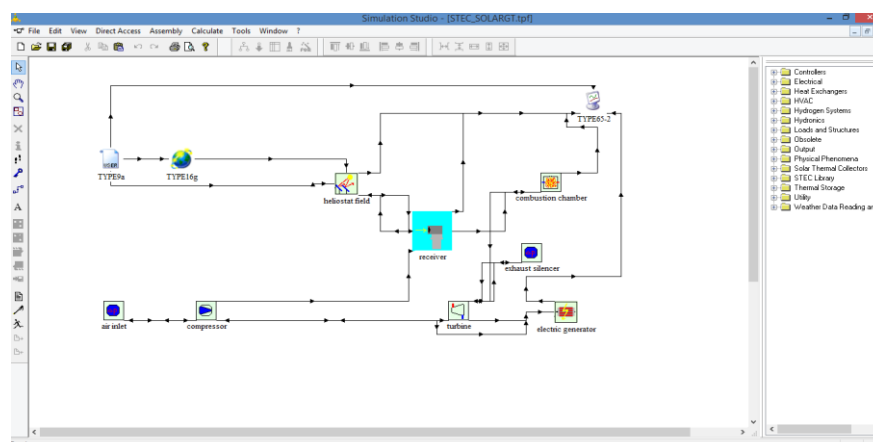 Simulation Studio - [STEC_SOLARGT.tpf]
File Edit View Direct Access Assembly Calculate Tools Window ?
TYPE65-2
TYPE9a
TYPE16g
heliostat field
combustion chamber
receiver
exhaust silencer
air inlet
compressor
turbine
electric generator
Controllers
Electrical
Heat Exchangers
HVAC
Hydrogen Systems
Hydronics
Loads and Structures
Obsolete
Output
Physical Phenomena
Solar Thermal Collectors
STEC Library
Thermal Storage
Utility
Weather Data Reading an